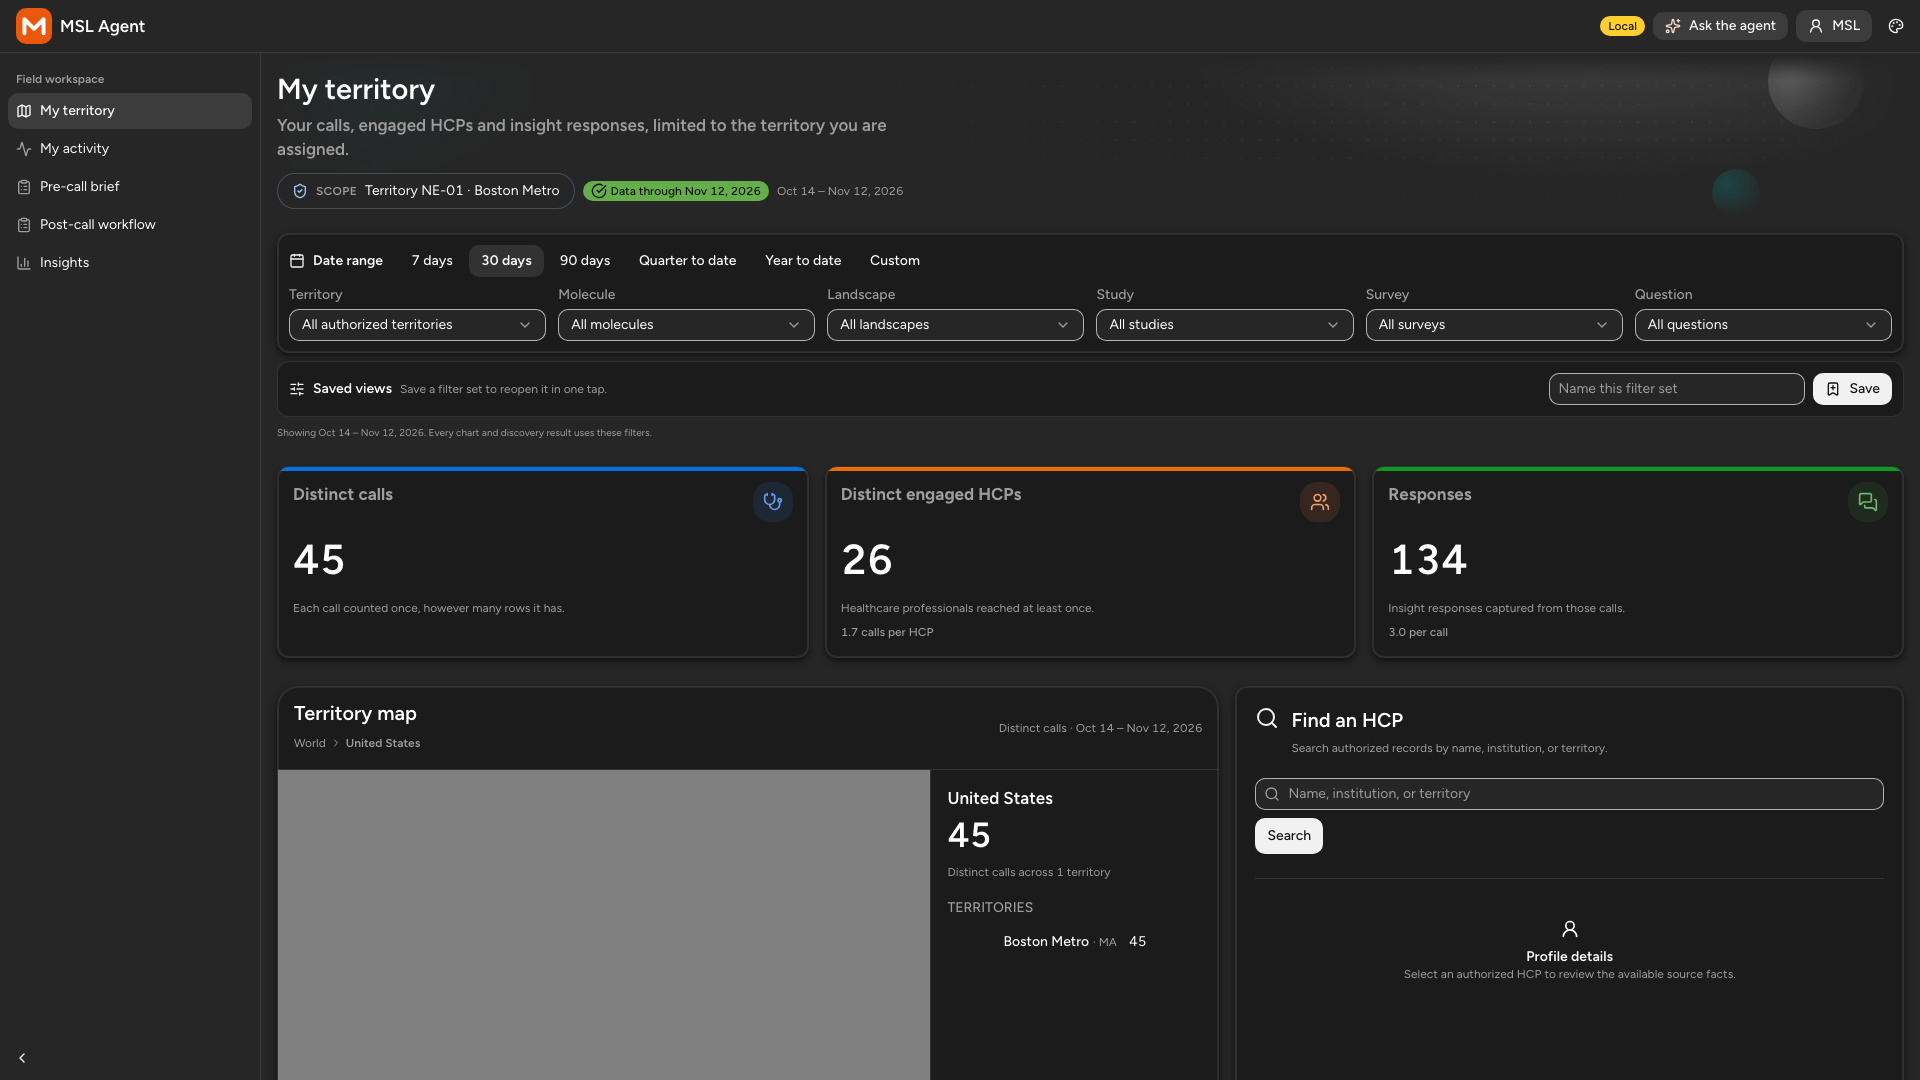 MSL Agent
Local
Ask the agent
MSL
Field workspace
My territory
My activity
Pre-call brief
Post-call workflow
Insights
My territory
Your calls, engaged HCPs and insight responses, limited to the territory you are
assigned.
SCOPE Territory NE-01 · Boston Metro
Data through Nov 12, 2026
Oct 14 – Nov 12, 2026
Date range 7 days 30 days 90 days Quarter to date Year to date Custom
Territory Molecule Landscape Study Survey Question
All authorized territories All molecules All landscapes All studies All surveys All questions
Saved views Save a filter set to reopen it in one tap. Name this filter set Save
Showing Oct 14 – Nov 12, 2026. Every chart and discovery result uses these filters.
Distinct calls
45
Each call counted once, however many rows it has.
Distinct engaged HCPs
26
Healthcare professionals reached at least once.
1.7 calls per HCP
Responses
134
Insight responses captured from those calls.
3.0 per call
Territory map
World > United States
Distinct calls · Oct 14 – Nov 12, 2026
United States
45
Distinct calls across 1 territory
TERRITORIES
Boston Metro · MA 45
Find an HCP
Search authorized records by name, institution, or territory.
Name, institution, or territory
Search
Profile details
Select an authorized HCP to review the available source facts.